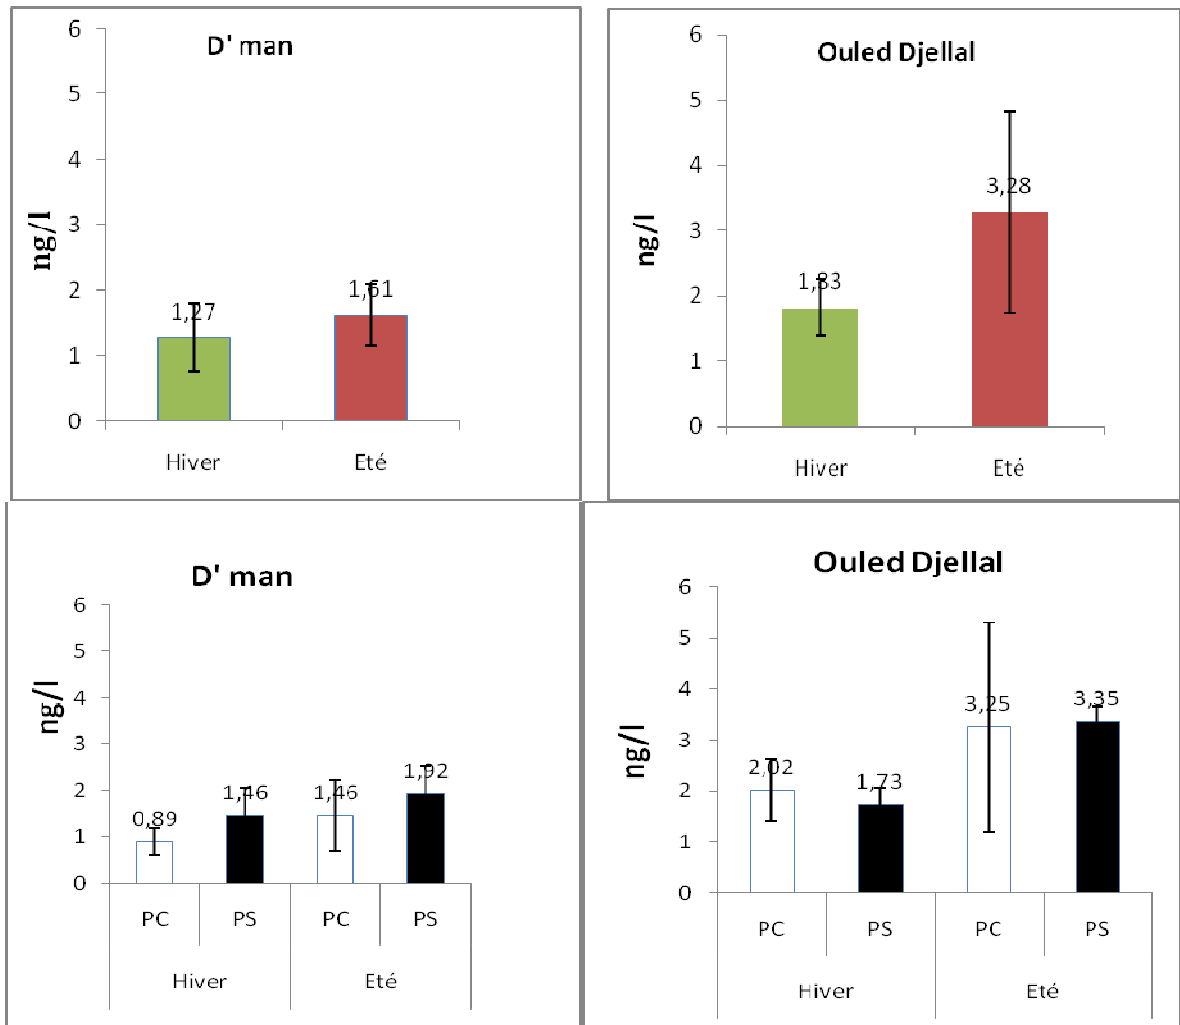 D' man
6
5
4
3
2
1
0
ng/l
1,27
1,61
Hiver Eté
Ouled Djellal
6
5
4
3
2
1
0
ng/l
1,83
3,28
Hiver Eté
D' man
6
5
4
3
2
1
0
ng/l
0,89
1,46
1,46
1,92
PC PS PC PS
Hiver Eté
Ouled Djellal
6
5
4
3
2
1
0
ng/l
2,02
1,73
3,25
3,35
PC PS PC PS
Hiver Eté